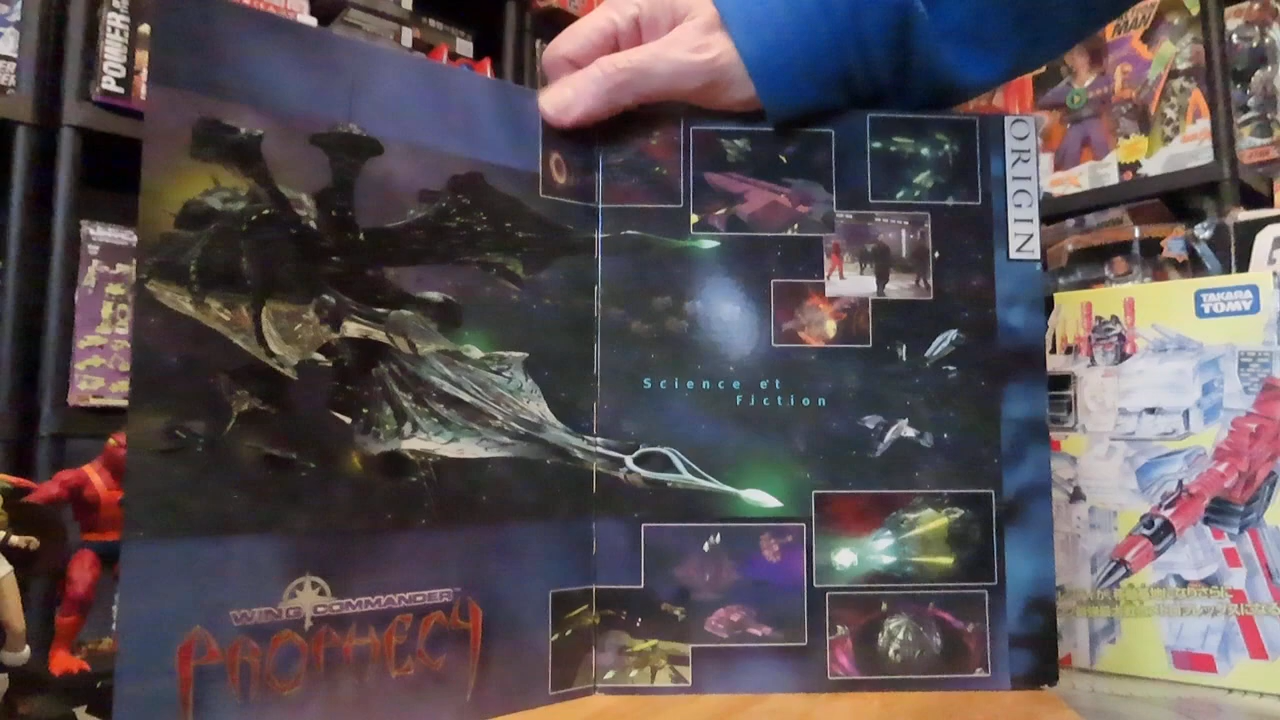 POWER
MAN
ORIGIN
TAKARA
TOMY
Science et
Fiction
WING COMMANDER
PROPHECY